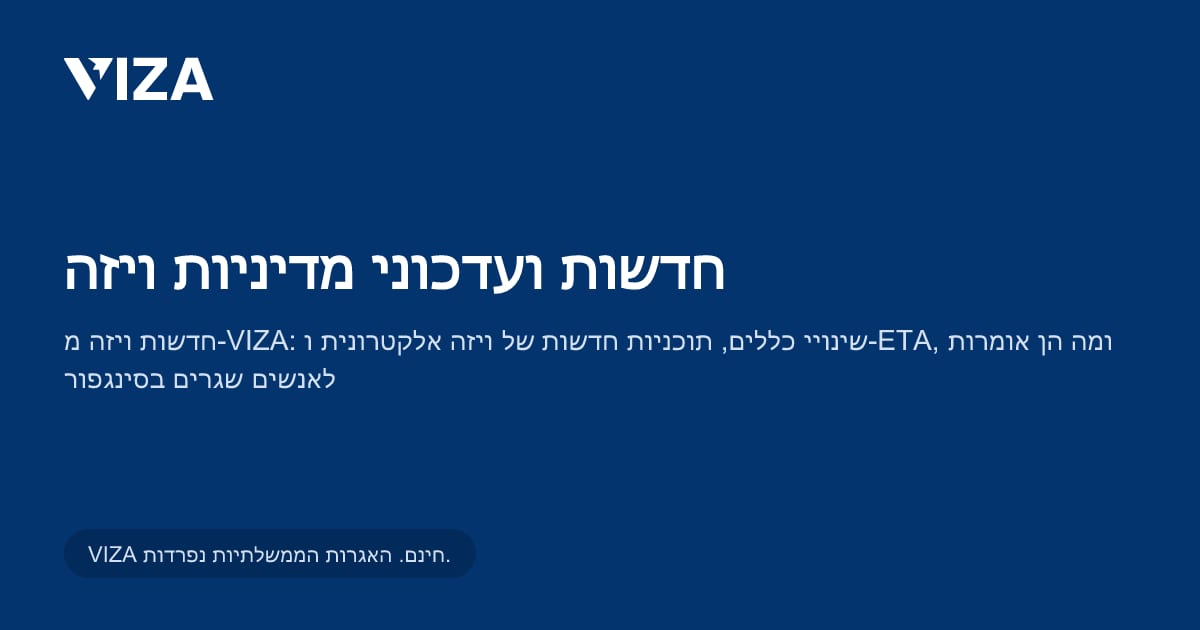 VIZA
חדשות ועדכוני מדיניות ויזה
חדשות ויזה מ-VIZA: שינויי כללים, תוכניות חדשות של ויזה אלקטרונית ו-ETA, ומה הן אומרות
לאנשים שגרים בסינגפור
VIZA חינם. האגרות הממשלתיות נפרדות.